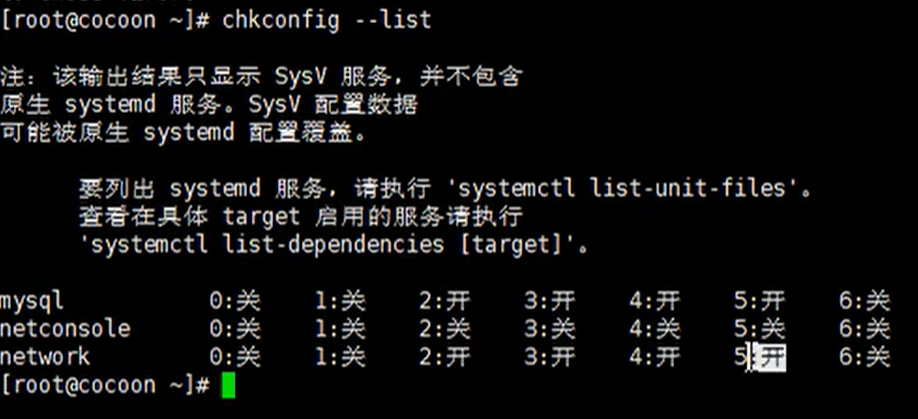 [root@cocoon ~]# chkconfig --list
注：该输出结果只显示 SysV 服务，并不包含
原生 systemd 服务。SysV 配置数据
可能被原生 systemd 配置覆盖。
要列出 systemd 服务，请执行 'systemctl list-unit-files'。
查看在具体 target 启用的服务请执行
'systemctl list-dependencies [target]'。
mysql 0:关 1:关 2:开 3:开 4:开 5:开 6:关
netconsole 0:关 1:关 2:关 3:关 4:关 5:关 6:关
network 0:关 1:关 2:开 3:开 4:开 5:开 6:关
[root@cocoon ~]#